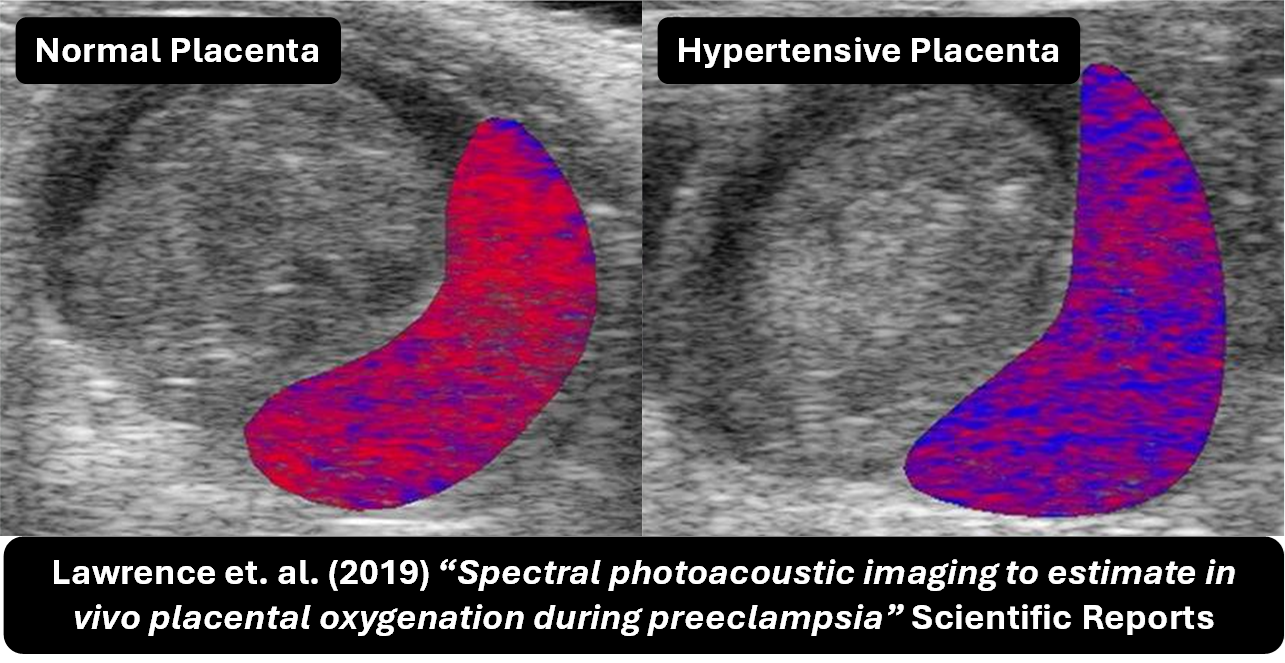 Normal Placenta
Hypertensive Placenta
Lawrence et. al. (2019) “Spectral photoacoustic imaging to estimate in
vivo placental oxygenation during preeclampsia” Scientific Reports